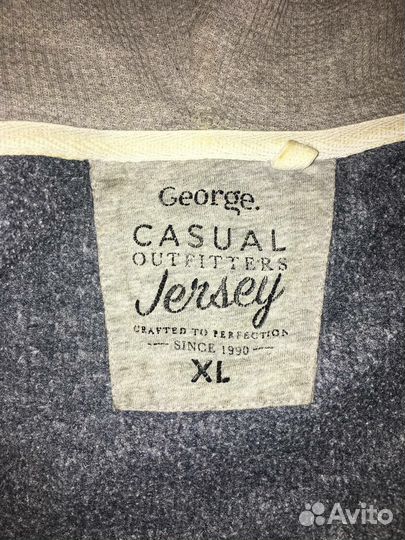 George.
CASUAL
OUTFITTERS
Jersey
CRAFTED TO PERFECTION
SINCE 1990
XL
Avito